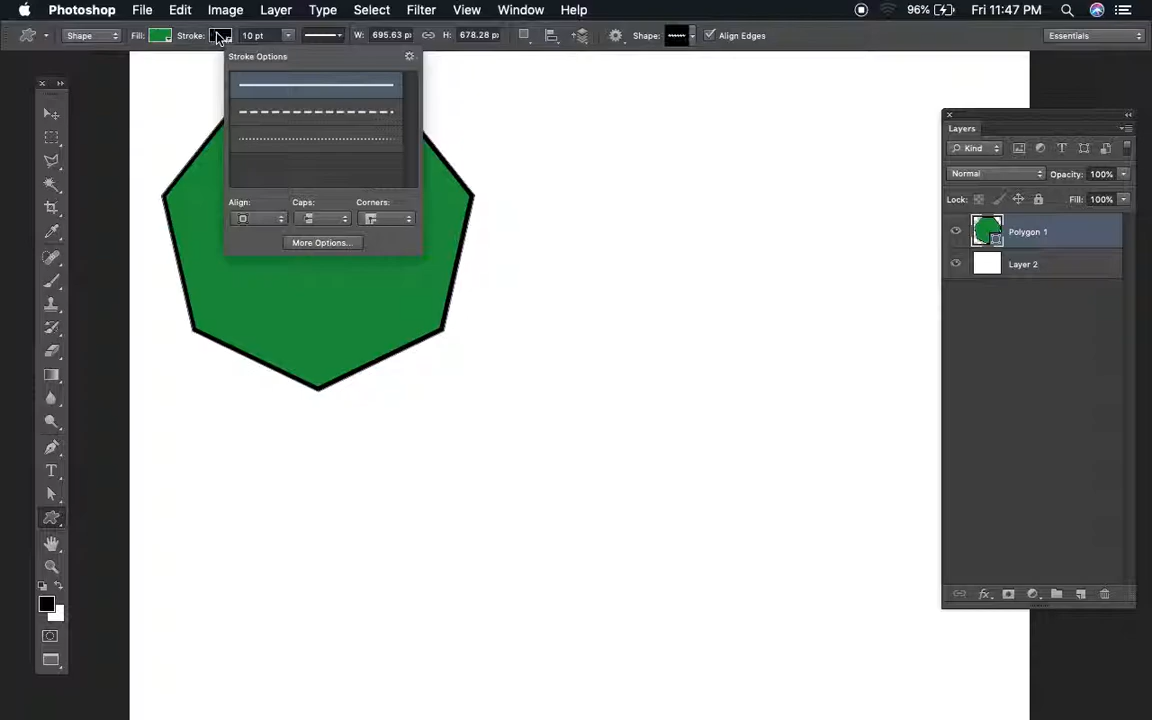 Photoshop File Edit Image Layer Type Select Filter View Window Help 96% Fri 11:47 PM
Shape Fill: Stroke: 10 pt W: 695.63 p H: 678.28 p Shape: Align Edges Essentials
Stroke Options
Align: Caps: Corners:
More Options...
Layers
Kind
Normal Opacity: 100%
Lock: Fill: 100%
Polygon 1
Layer 2
fx